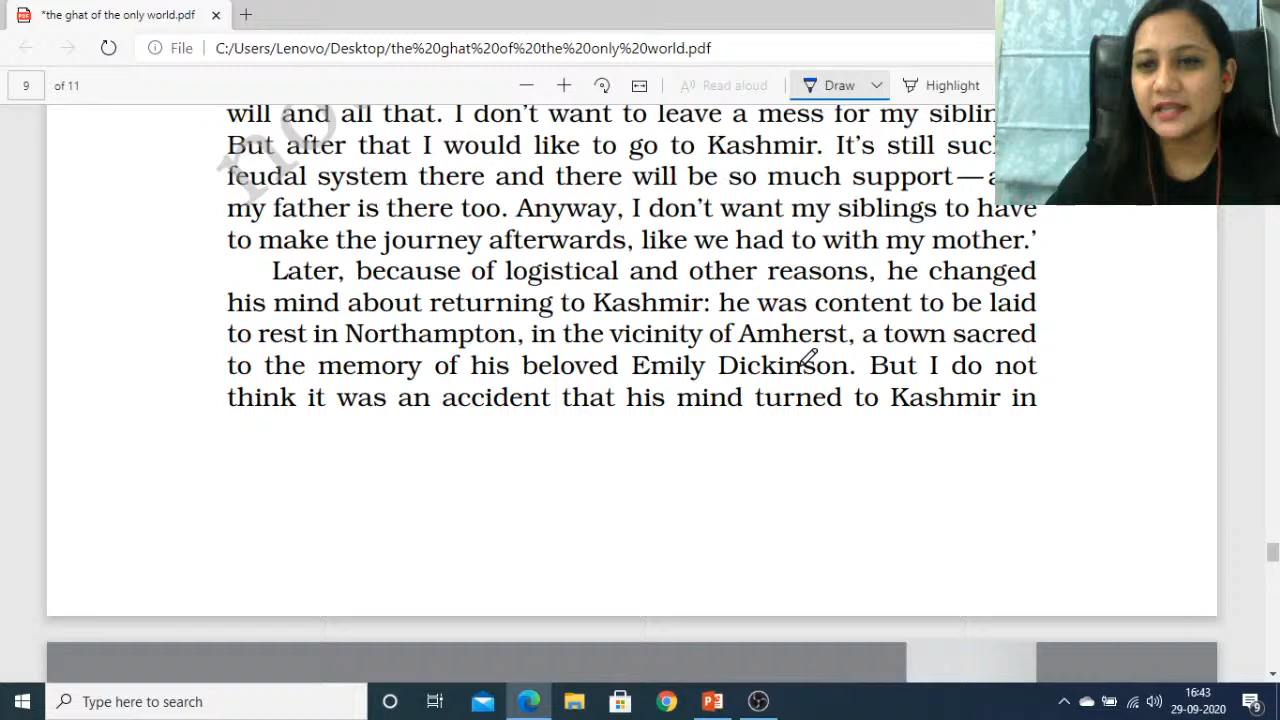 *the ghat of the only world.pdf
File C:/Users/Lenovo/Desktop/the%20ghat%20of%20the%20only%20world.pdf
9 of 11 Read aloud Draw Highlight
no
will and all that. I don't want to leave a mess for my
But after that I would like to go to Kashmir. It's still
feudal system there and there will be so much support—
my father is there too. Anyway, I don't want my siblings to have
to make the journey afterwards, like we had to with my mother.'
Later, because of logistical and other reasons, he changed
his mind about returning to Kashmir: he was content to be laid
to rest in Northampton, in the vicinity of Amherst, a town sacred
to the memory of his beloved Emily Dickinson. But I do not
think it was an accident that his mind turned to Kashmir in
Type here to search
16:43
29-09-2020
9